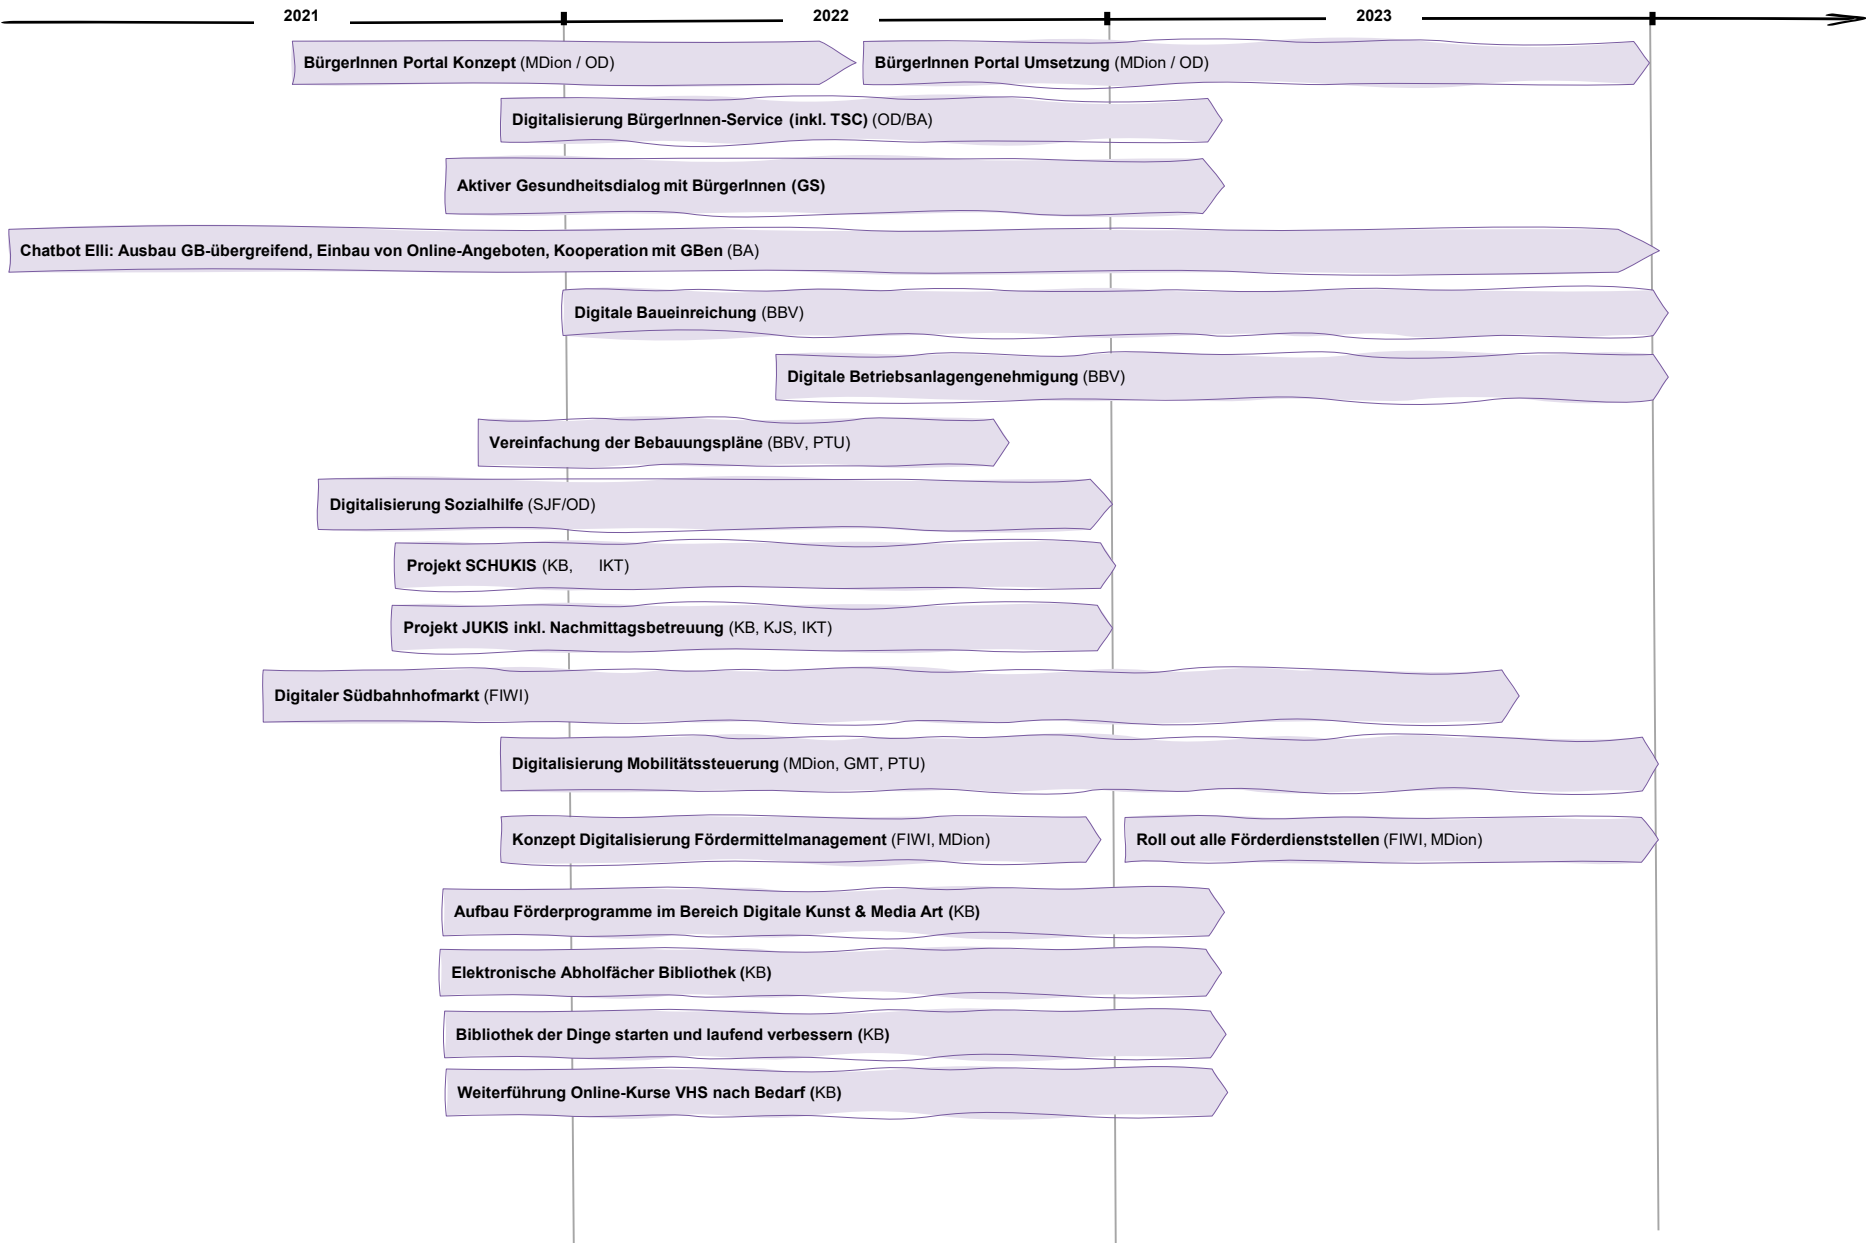 2021 2022 2023
BürgerInnen Portal Konzept (MDion / OD) BürgerInnen Portal Umsetzung (MDion / OD)
Digitalisierung BürgerInnen-Service (inkl. TSC) (OD/BA)
Aktiver Gesundheitsdialog mit BürgerInnen (GS)
Chatbot Elli: Ausbau GB-übergreifend, Einbau von Online-Angeboten, Kooperation mit GBen (BA)
Digitale Baueinreichung (BBV)
Digitale Betriebsanlagengenehmigung (BBV)
Vereinfachung der Bebauungspläne (BBV, PTU)
Digitalisierung Sozialhilfe (SJF/OD)
Projekt SCHUKIS (KB, IKT)
Projekt JUKIS inkl. Nachmittagsbetreuung (KB, KJS, IKT)
Digitaler Südbahnhofmarkt (FIWI)
Digitalisierung Mobilitätssteuerung (MDion, GMT, PTU)
Konzept Digitalisierung Fördermittelmanagement (FIWI, MDion) Roll out alle Förderdienststellen (FIWI, MDion)
Aufbau Förderprogramme im Bereich Digitale Kunst & Media Art (KB)
Elektronische Abholfächer Bibliothek (KB)
Bibliothek der Dinge starten und laufend verbessern (KB)
Weiterführung Online-Kurse VHS nach Bedarf (KB)